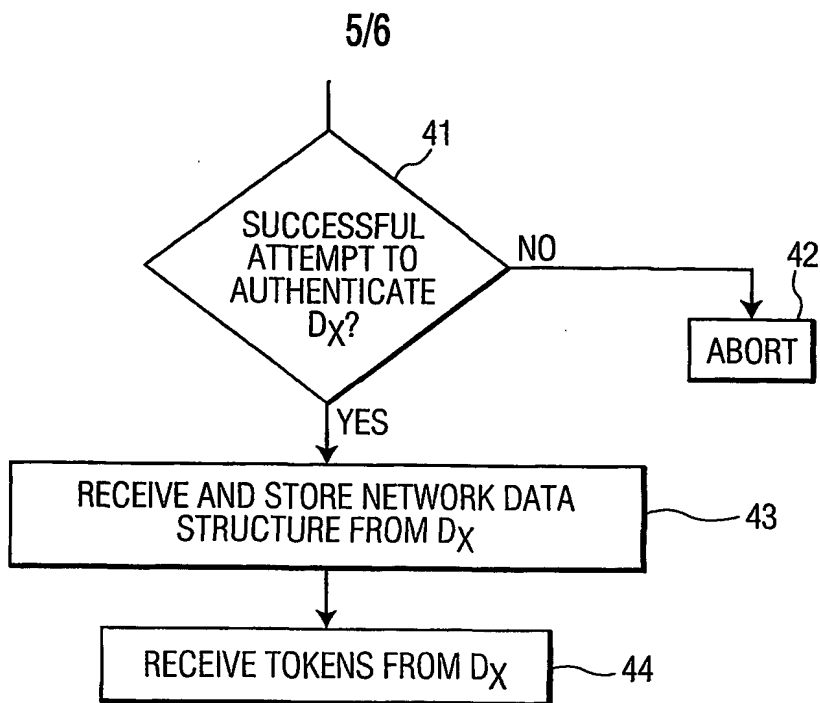 5/6
41
SUCCESSFUL
ATTEMPT TO
AUTHENTICATE
DX?
NO
42
ABORT
YES
RECEIVE AND STORE NETWORK DATA
STRUCTURE FROM DX
43
RECEIVE TOKENS FROM DX
44